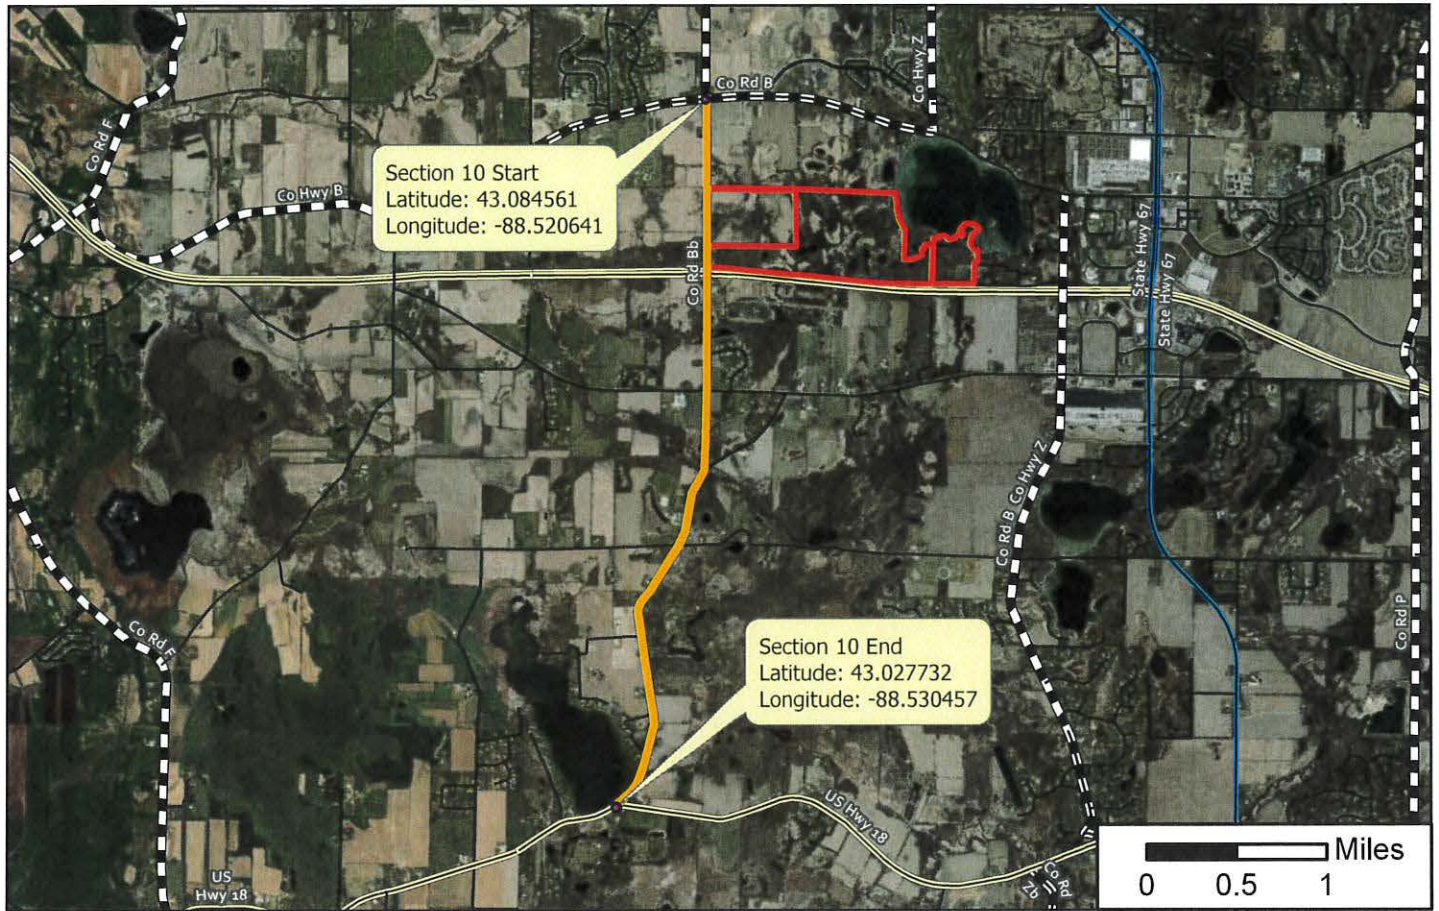 Co Rd B
Co Hwy Z
Co Rd F
Section 10 Start
Latitude: 43.084561
Longitude: -88.520641
Co Hwy B
Co Rd Bb
State Hwy 67
State Hwy 67
Co Rd B Co Hwy Z
Co Rd P
Co Rd F
Section 10 End
Latitude: 43.027732
Longitude: -88.530457
US Hwy 18
US
Hwy 18
Co Rd
Zb
Miles
0 0.5 1